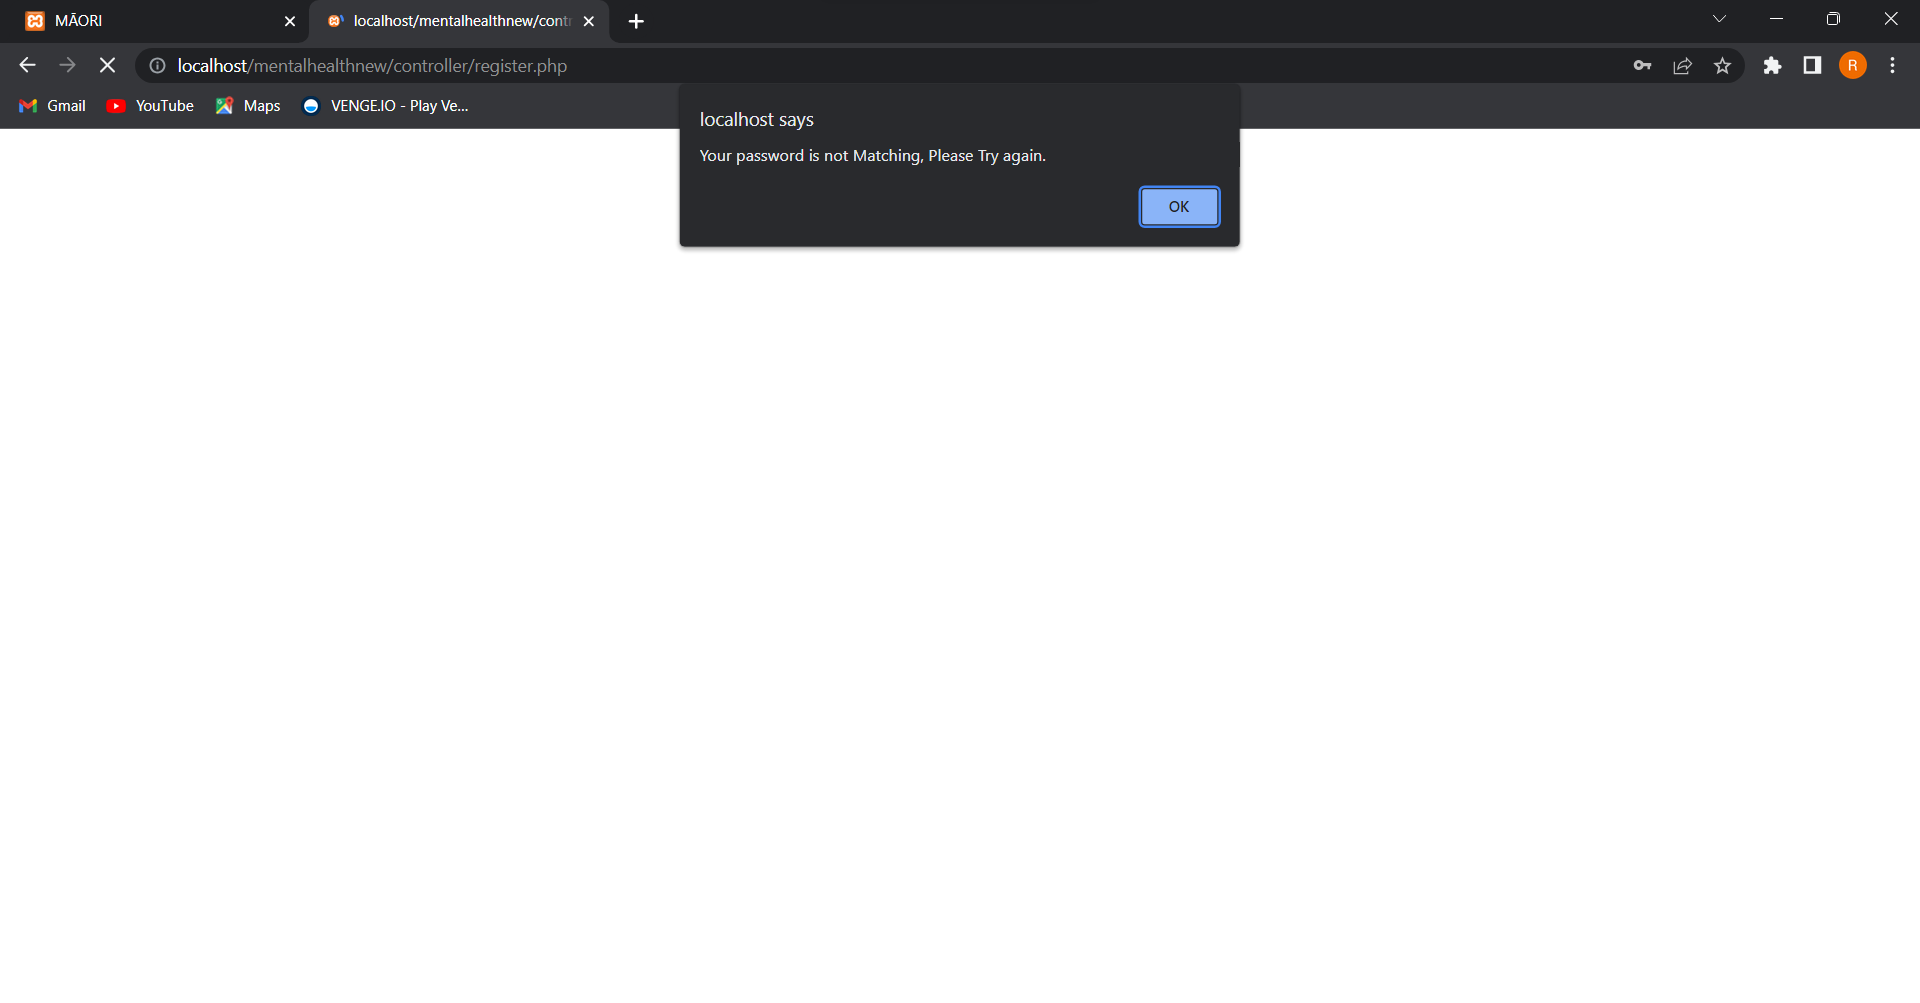 MĀORI
localhost/mentalhealthnew/cont
localhost/mentalhealthnew/controller/register.php
R
Gmail
YouTube
Maps
VENGE.IO - Play Ve...
localhost says
Your password is not Matching, Please Try again.
OK